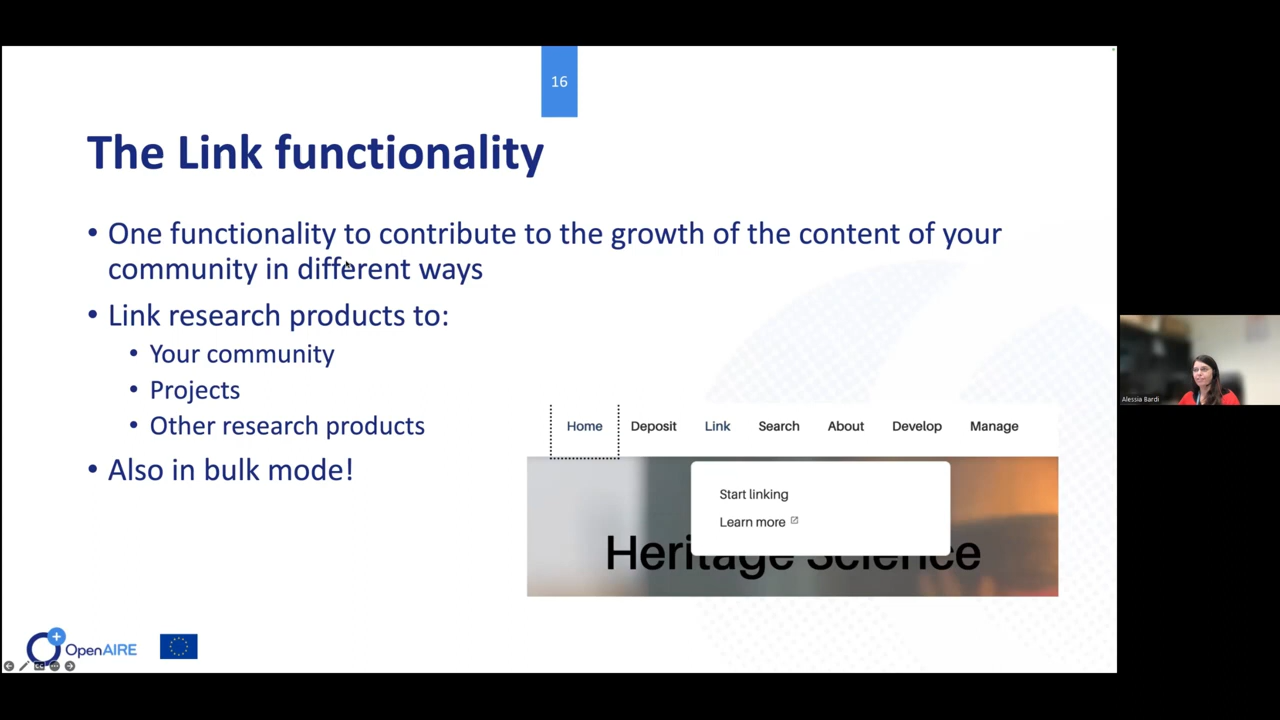 16
The Link functionality
• One functionality to contribute to the growth of the content of your
community in different ways
• Link research products to:
• Your community
• Projects
• Other research products
• Also in bulk mode!
Home Deposit Link Search About Develop Manage
Start linking
Learn more
Heritage Science
OpenAIRE
Alessia Bardi